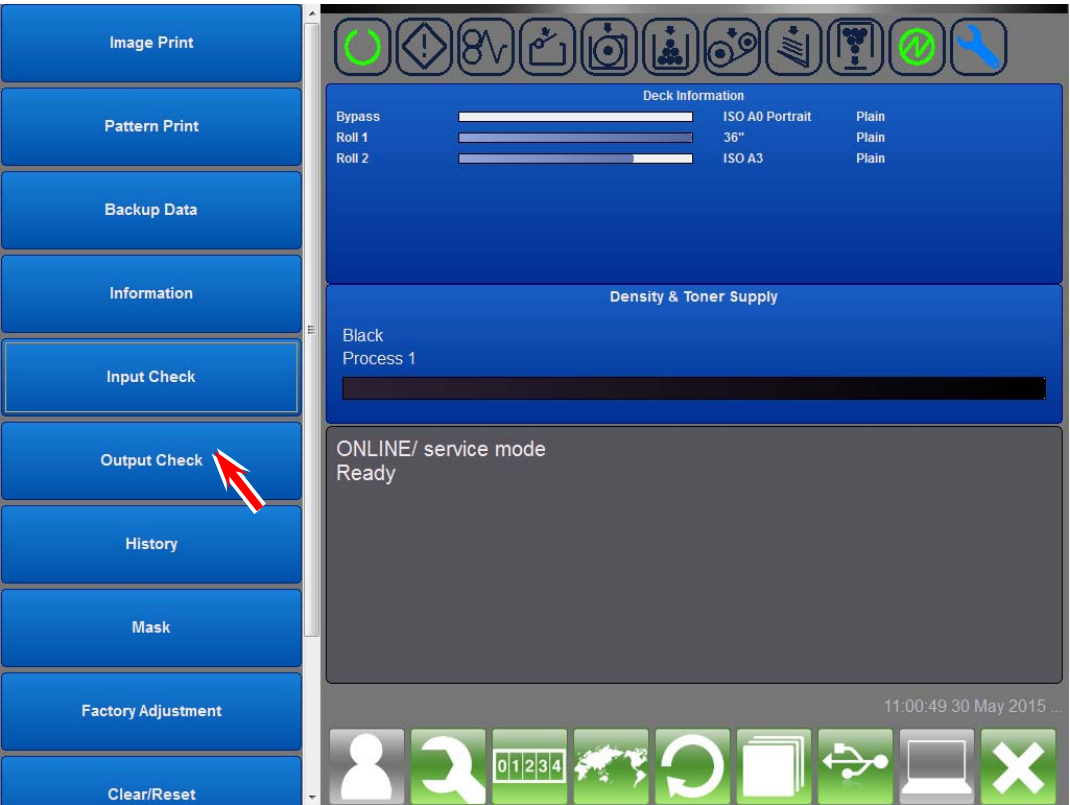 Image Print
Pattern Print
Backup Data
Information
Input Check
Output Check
History
Mask
Factory Adjustment
Clear/Reset
Deck Information
Bypass ISO A0 Portrait Plain
Roll 1 36" Plain
Roll 2 ISO A3 Plain
Density & Toner Supply
Black
Process 1
ONLINE/ service mode
Ready
11:00:49 30 May 2015 ...
01234